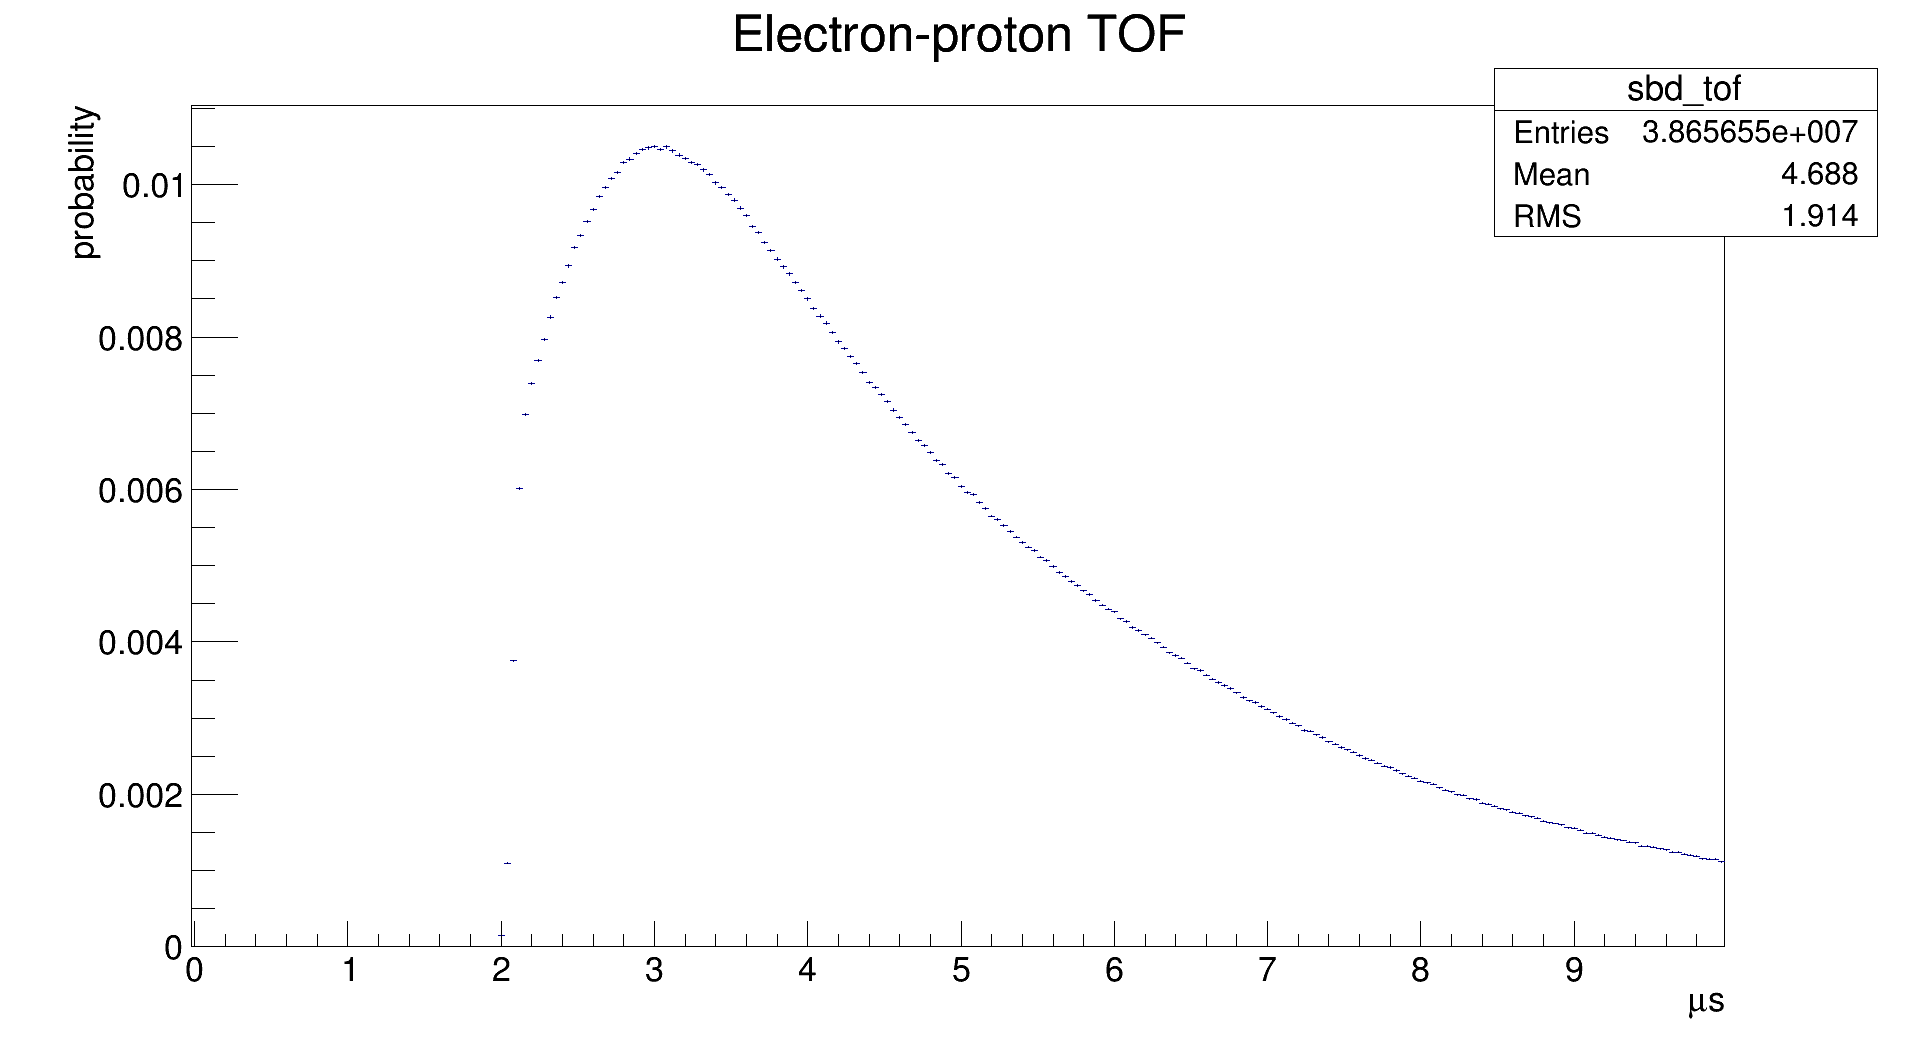 Electron-proton TOF
sbd_tof
Entries 3.865655e+007
Mean 4.688
RMS 1.914
probability
0.01
0.008
0.006
0.004
0.002
0
0 1 2 3 4 5 6 7 8 9
μs